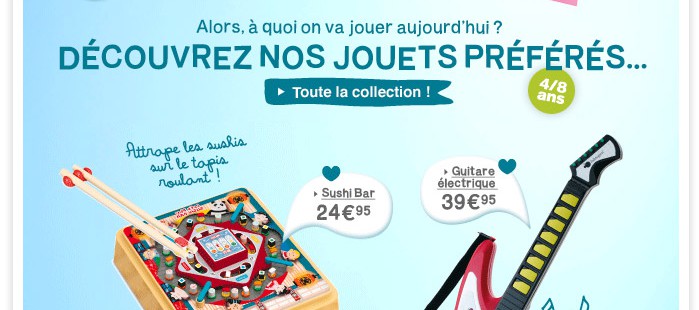 Alors, à quoi on va jouer aujourd'hui ?
DÉCOUVREZ NOS JOUETS PRÉFÉRÉS...
Toute la collection !
4/8
ans
Attrape les sushis
sur le tapis
roulant !
Sushi Bar
24€95
Guitare
électrique
39€95